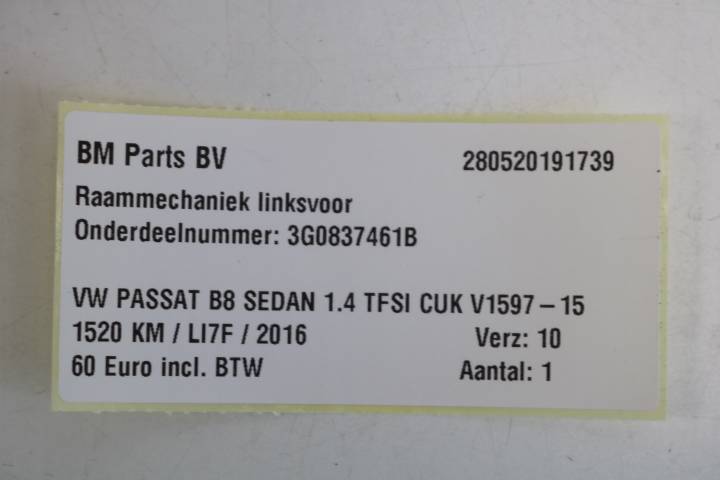 BM Parts BV 280520191739
Raammechaniek linksvoor
Onderdeelnummer: 3G0837461B
VW PASSAT B8 SEDAN 1.4 TFSI CUK V1597 – 15
1520 KM / LI7F / 2016 Verz: 10
60 Euro incl. BTW Aantal: 1